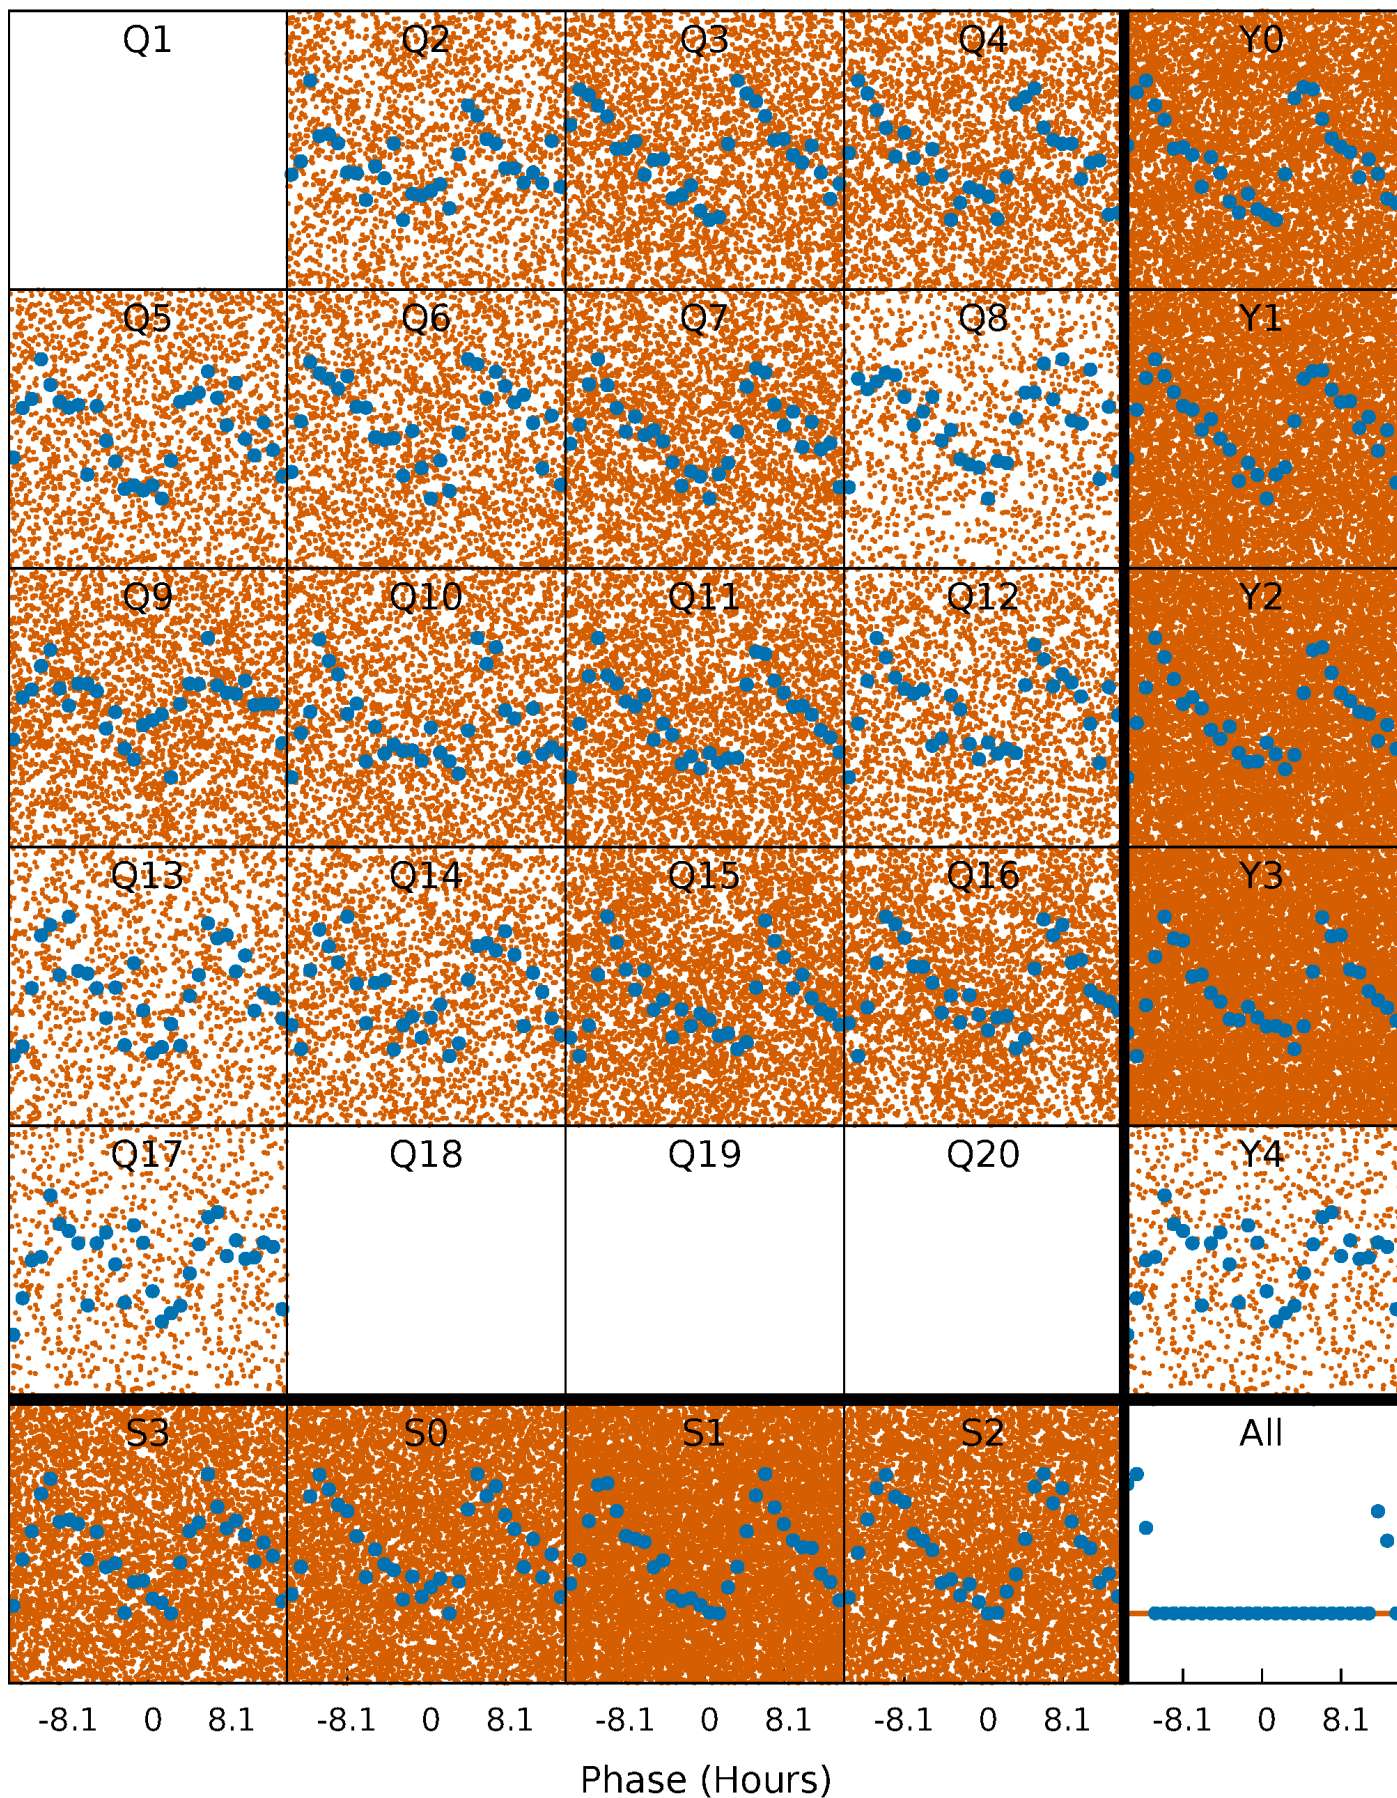 Q1 Q2 Q3 Q4 Y0
Q5 Q6 Q7 Q8 Y1
Q9 Q10 Q11 Q12 Y2
Q13 Q14 Q15 Q16 Y3
Q17 Q18 Q19 Q20 Y4
S3 S0 S1 S2 All
-8.1 0 8.1 -8.1 0 8.1 -8.1 0 8.1 -8.1 0 8.1 -8.1 0 8.1
Phase (Hours)